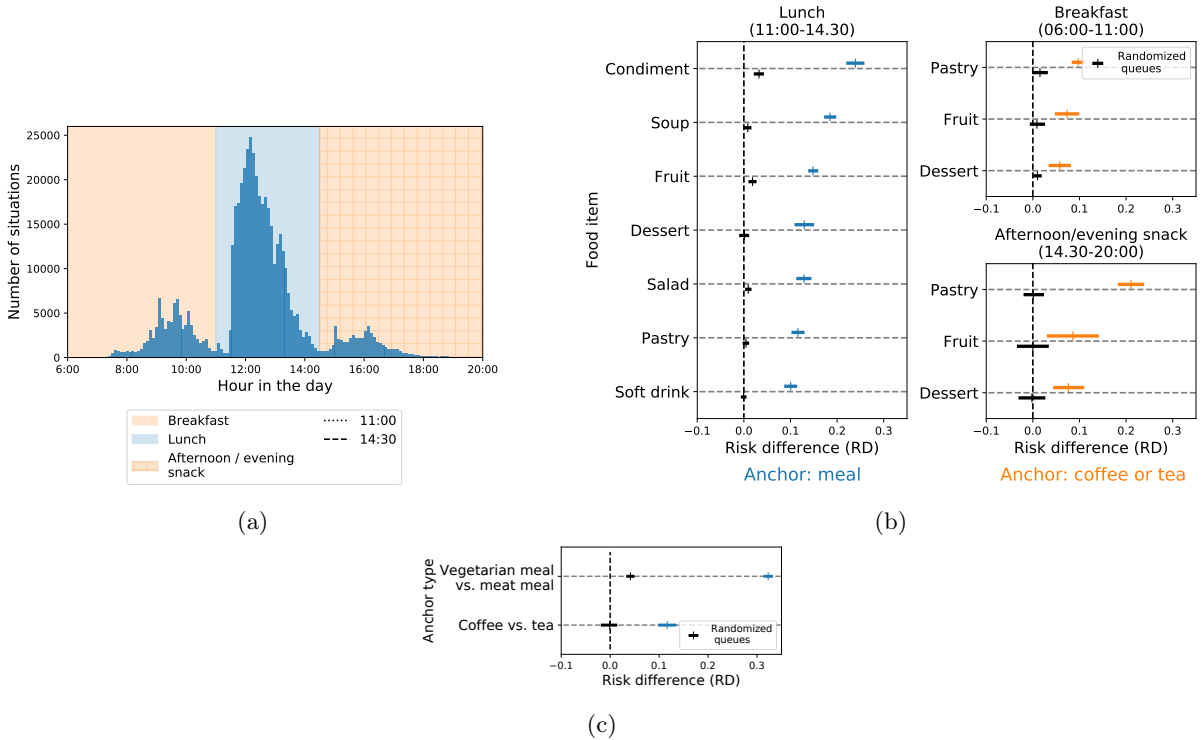 25000
20000
15000
10000
5000
0
Number of situations
6:00 8:00 10:00 12:00 14:00 16:00 18:00 20:00
Hour in the day
Breakfast
Lunch
Afternoon / evening
snack
11:00
14:30
(a)
Lunch
(11:00-14.30)
Food item
Condiment
Soup
Fruit
Dessert
Salad
Pastry
Soft drink
−0.1 0.0 0.1 0.2 0.3
Risk difference (RD)
Anchor: meal
Breakfast
(06:00-11:00)
Randomized
queues
Pastry
Fruit
Dessert
−0.1 0.0 0.1 0.2 0.3
Afternoon/evening snack
(14.30-20:00)
Pastry
Fruit
Dessert
−0.1 0.0 0.1 0.2 0.3
Risk difference (RD)
Anchor: coffee or tea
(b)
Anchor type
Vegetarian meal
vs. meat meal
Coffee vs. tea
Randomized
queues
−0.1 0.0 0.1 0.2 0.3
Risk difference (RD)
(c)